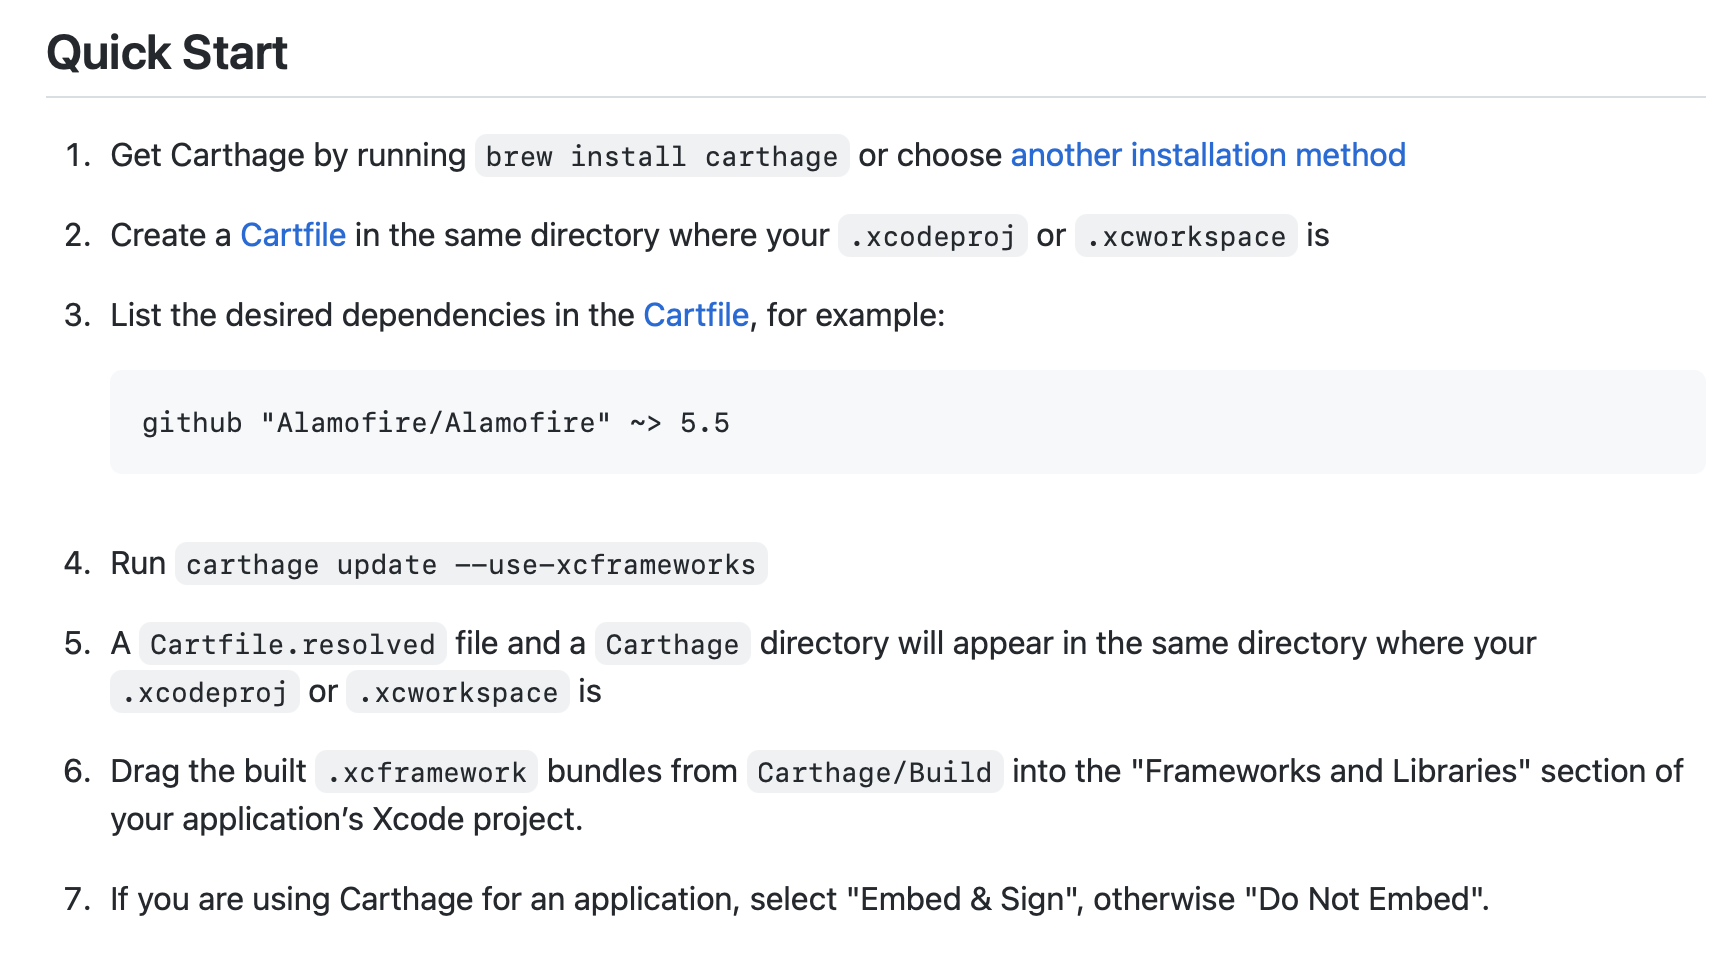 Quick Start
1. Get Carthage by running brew install carthage or choose another installation method
2. Create a Cartfile in the same directory where your .xcodeproj or .xcworkspace is
3. List the desired dependencies in the Cartfile, for example:
github "Alamofire/Alamofire" ~> 5.5
4. Run carthage update --use-xcframeworks
5. A Cartfile.resolved file and a Carthage directory will appear in the same directory where your
.xcodeproj or .xcworkspace is
6. Drag the built .xcframework bundles from Carthage/Build into the "Frameworks and Libraries" section of
your application’s Xcode project.
7. If you are using Carthage for an application, select "Embed & Sign", otherwise "Do Not Embed".